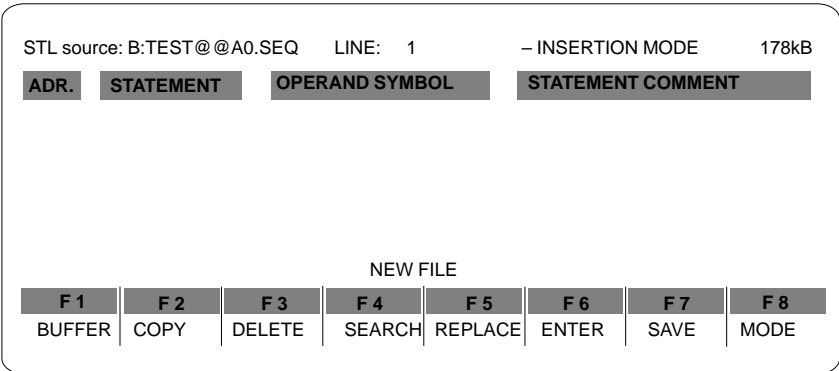 STL source: B:TEST@@A0.SEQ LINE: 1 – INSERTION MODE 178kB
ADR. STATEMENT OPERAND SYMBOL STATEMENT COMMENT
NEW FILE
F 1 F 2 F 3 F 4 F 5 F 6 F 7 F 8
BUFFER COPY DELETE SEARCH REPLACE ENTER SAVE MODE